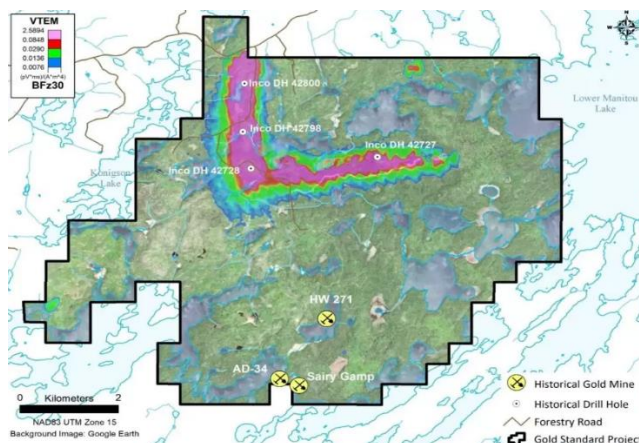 VTEM
2.5894
0.0848
0.0290
0.0136
0.0076
(pV*ms)/(A*m^4)
BFz30
N
W
E
S
Lower Manitou
Lake
Inco DH 42800
Inco DH 42798
Inco DH 42727
Inco DH 42728
Konigson
Lake
HW 271
AD-34
Sairy Gamp
0 Kilometers 2
NAD83 UTM Zone 15
Background Image: Google Earth
Historical Gold Mine
Historical Drill Hole
Forestry Road
Gold Standard Project